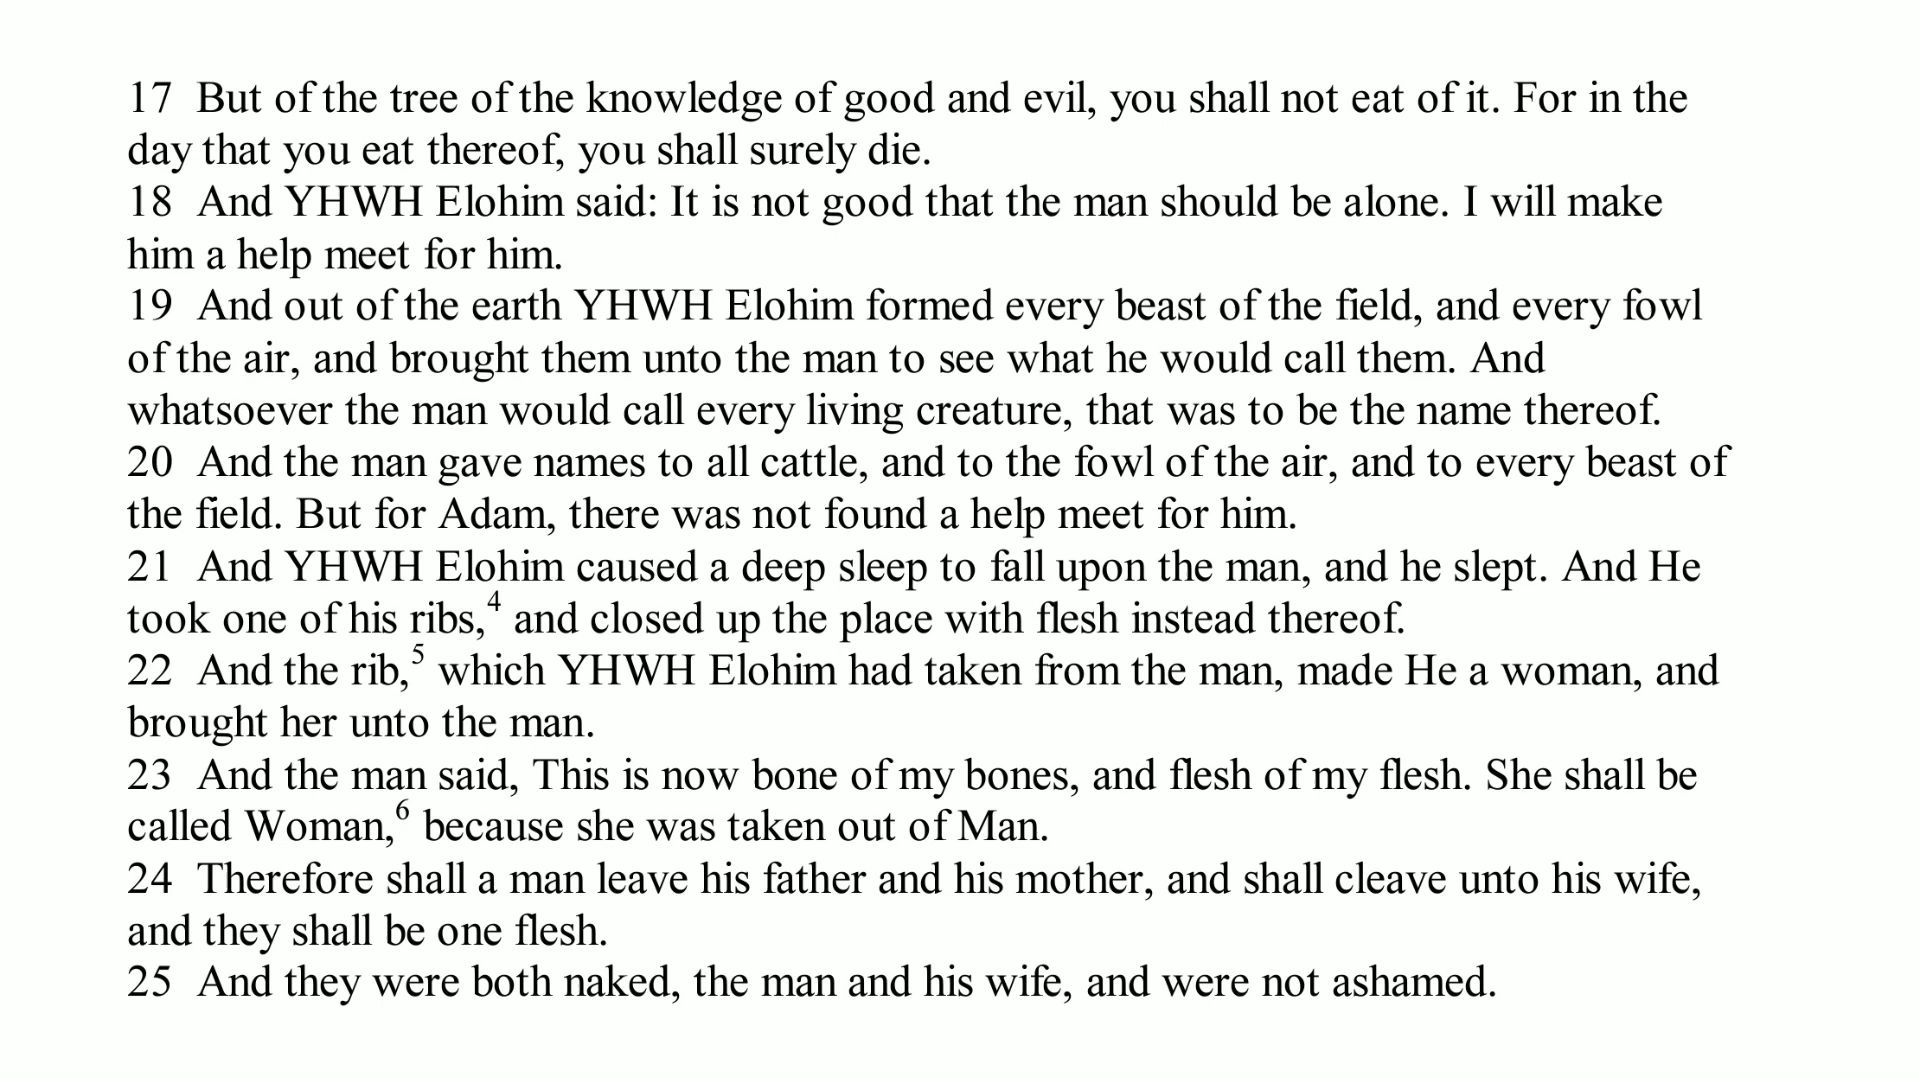 17 But of the tree of the knowledge of good and evil, you shall not eat of it. For in the
day that you eat thereof, you shall surely die.
18 And YHWH Elohim said: It is not good that the man should be alone. I will make
him a help meet for him.
19 And out of the earth YHWH Elohim formed every beast of the field, and every fowl
of the air, and brought them unto the man to see what he would call them. And
whatsoever the man would call every living creature, that was to be the name thereof.
20 And the man gave names to all cattle, and to the fowl of the air, and to every beast of
the field. But for Adam, there was not found a help meet for him.
21 And YHWH Elohim caused a deep sleep to fall upon the man, and he slept. And He
took one of his ribs,⁴ and closed up the place with flesh instead thereof.
22 And the rib,⁵ which YHWH Elohim had taken from the man, made He a woman, and
brought her unto the man.
23 And the man said, This is now bone of my bones, and flesh of my flesh. She shall be
called Woman,⁶ because she was taken out of Man.
24 Therefore shall a man leave his father and his mother, and shall cleave unto his wife,
and they shall be one flesh.
25 And they were both naked, the man and his wife, and were not ashamed.